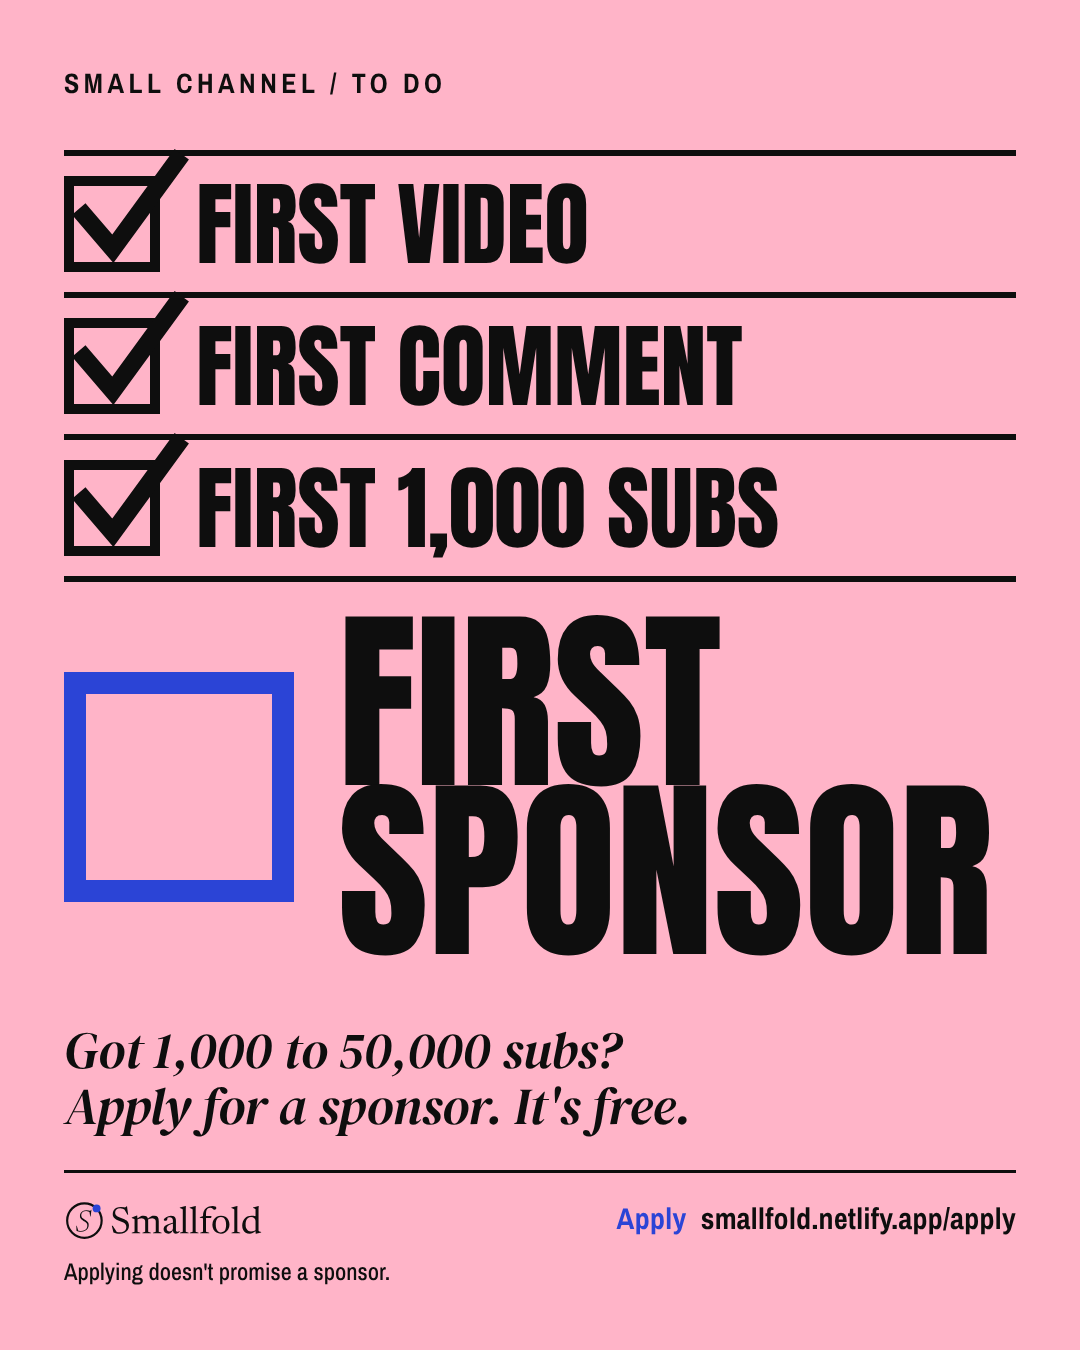 SMALL CHANNEL / TO DO
FIRST VIDEO
FIRST COMMENT
FIRST 1,000 SUBS
FIRST
SPONSOR
Got 1,000 to 50,000 subs?
Apply for a sponsor. It's free.
S Smallfold
Apply smallfold.netlify.app/apply
Applying doesn't promise a sponsor.